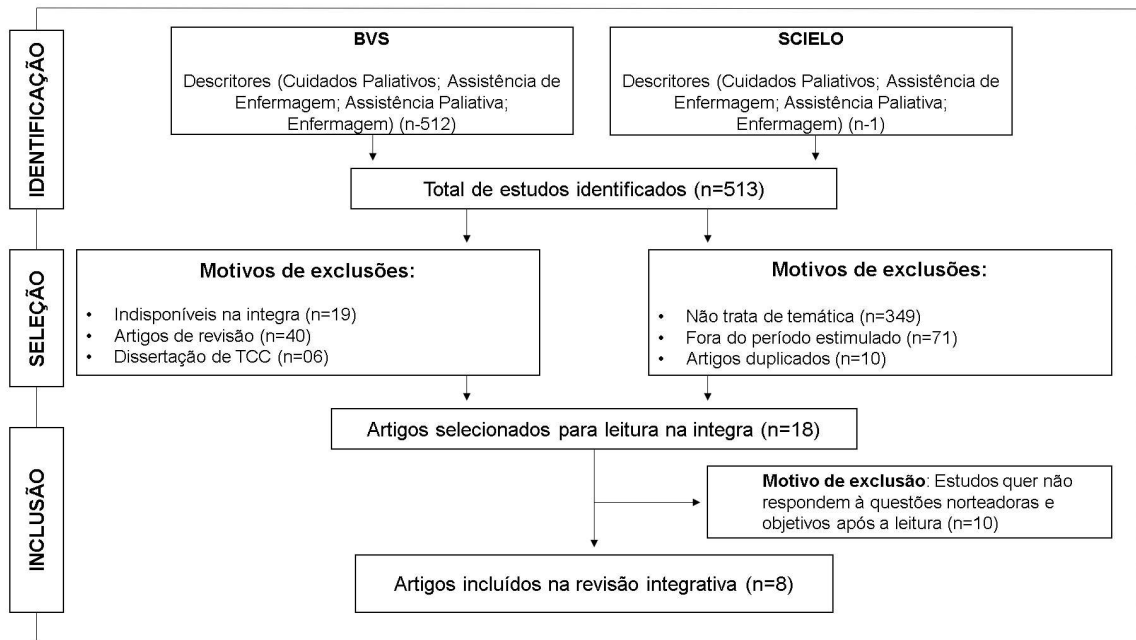 IDENTIFICAÇÃO
BVS
Descritores (Cuidados Paliativos; Assistência de
Enfermagem; Assistência Paliativa;
Enfermagem) (n-512)
SCIELO
Descritores (Cuidados Paliativos; Assistência de
Enfermagem; Assistência Paliativa;
Enfermagem) (n-1)
Total de estudos identificados (n=513)
SELEÇÃO
Motivos de exclusões:
• Indisponíveis na integra (n=19)
• Artigos de revisão (n=40)
• Dissertação de TCC (n=06)
Motivos de exclusões:
• Não trata de temática (n=349)
• Fora do período estimulado (n=71)
• Artigos duplicados (n=10)
INCLUSÃO
Artigos selecionados para leitura na integra (n=18)
Motivo de exclusão: Estudos quer não
respondem à questões norteadoras e
objetivos após a leitura (n=10)
Artigos incluídos na revisão integrativa (n=8)